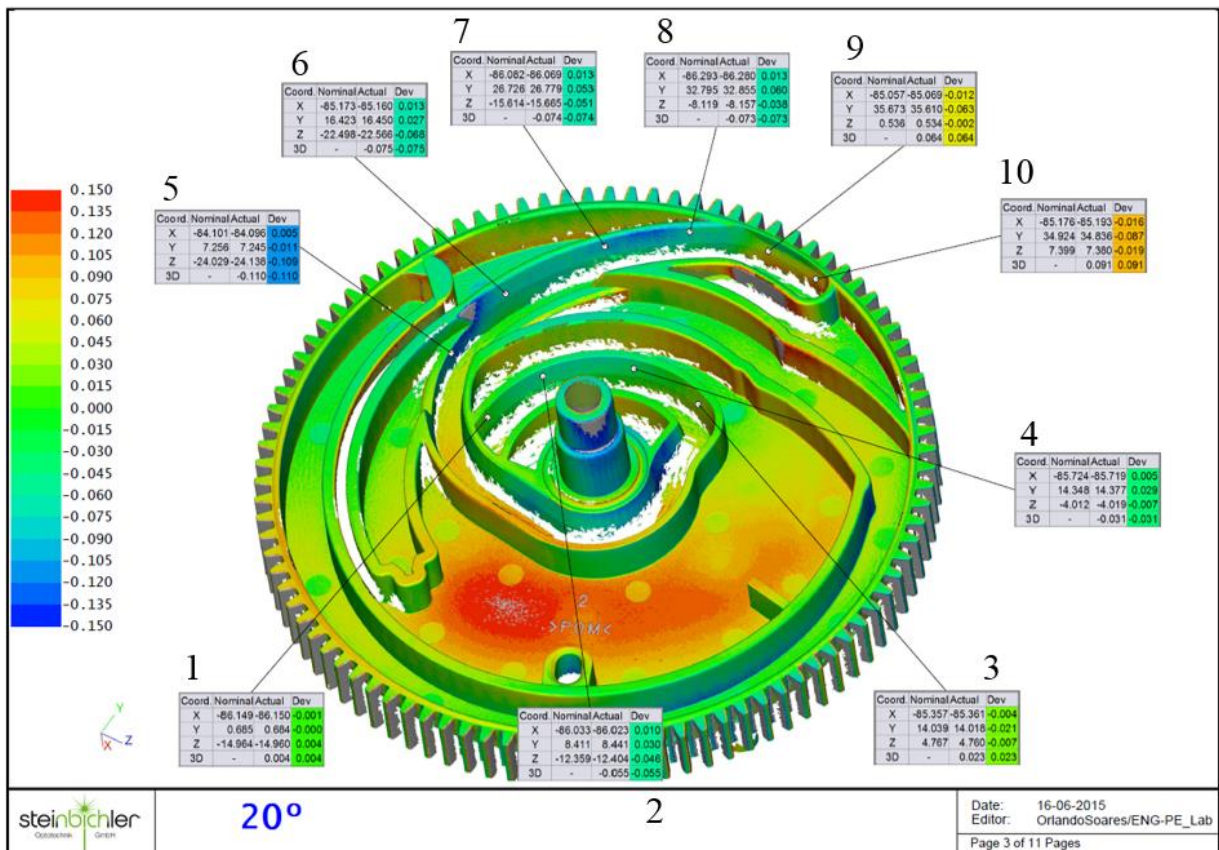 7
Coord. Nominal Actual Dev
X -86.082 -86.069 0.013
Y 26.726 26.779 0.053
Z -15.614 -15.665 -0.051
3D - -0.074 -0.074
8
Coord. Nominal Actual Dev
X -86.293 -86.280 0.013
Y 32.795 32.855 0.060
Z -8.119 -8.157 -0.038
3D - -0.073 -0.073
6
Coord. Nominal Actual Dev
X -85.173 -85.160 0.013
Y 16.423 16.450 0.027
Z -22.498 -22.566 -0.068
3D - -0.075 -0.075
9
Coord. Nominal Actual Dev
X -85.057 -85.069 -0.012
Y 35.673 35.610 -0.063
Z 0.536 0.534 -0.002
3D - 0.064 0.064
5
Coord. Nominal Actual Dev
X -84.101 -84.096 0.005
Y 7.256 7.245 -0.011
Z -24.029 -24.138 -0.109
3D - -0.110 -0.110
10
Coord. Nominal Actual Dev
X -85.176 -85.193 -0.016
Y 34.924 34.836 -0.087
Z 7.399 7.380 -0.019
3D - 0.091 0.091
0.150
0.135
0.120
0.105
0.090
0.075
0.060
0.045
0.030
0.015
0.000
-0.015
-0.030
-0.045
-0.060
-0.075
-0.090
-0.105
-0.120
-0.135
-0.150
4
Coord. Nominal Actual Dev
X -85.724 -85.719 0.005
Y 14.348 14.377 0.029
Z -4.012 -4.019 -0.007
3D - -0.031 -0.031
2
>POM<
1
Coord. Nominal Actual Dev
X -86.149 -86.150 -0.001
Y 0.685 0.684 -0.000
Z -14.964 -14.960 0.004
3D - 0.004 0.004
Coord. Nominal Actual Dev
X -86.033 -86.023 0.010
Y 8.411 8.441 0.030
Z -12.359 -12.404 -0.046
3D - -0.055 -0.055
2
3
Coord. Nominal Actual Dev
X -85.357 -85.361 -0.004
Y 14.039 14.018 -0.021
Z 4.767 4.760 -0.007
3D - 0.023 0.023
Y
X
Z
steinbichler
Optotechnik GmbH
20º
Date: 16-06-2015
Editor: OrlandoSoares/ENG-PE_Lab
Page 3 of 11 Pages